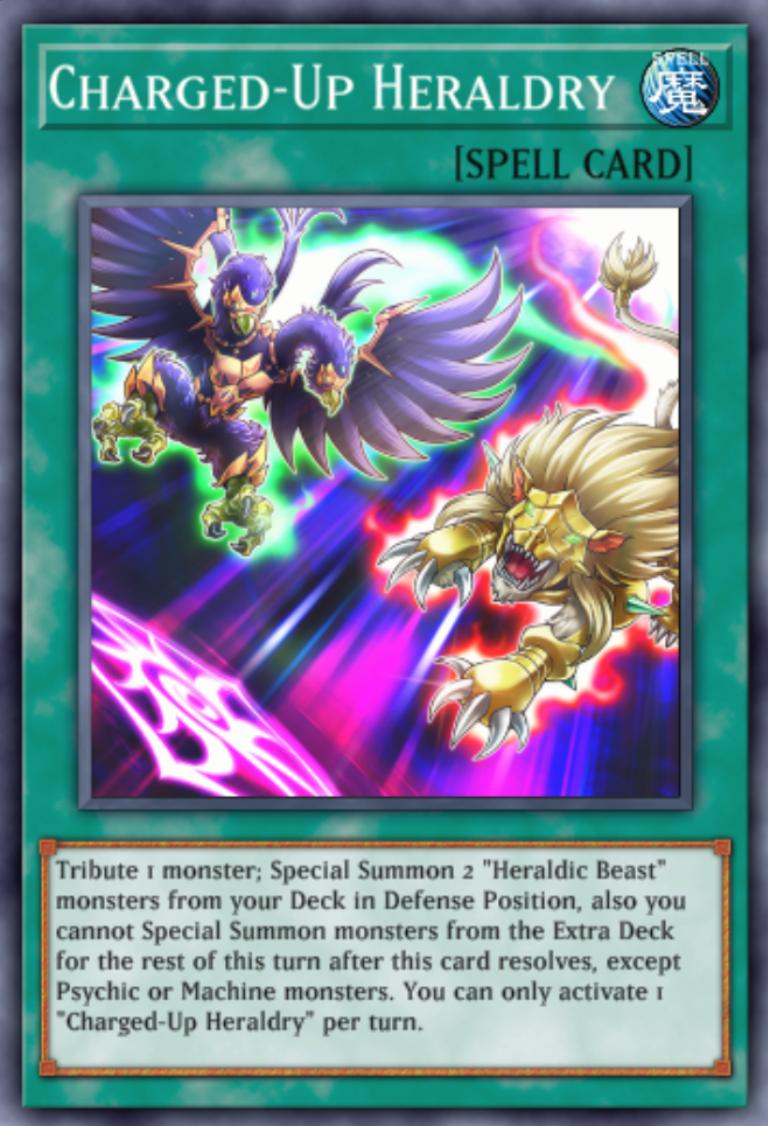 CHARGED-UP HERALDRY
SPELL
魔
[SPELL CARD]
Tribute 1 monster; Special Summon 2 "Heraldic Beast"
monsters from your Deck in Defense Position, also you
cannot Special Summon monsters from the Extra Deck
for the rest of this turn after this card resolves, except
Psychic or Machine monsters. You can only activate 1
"Charged-Up Heraldry" per turn.